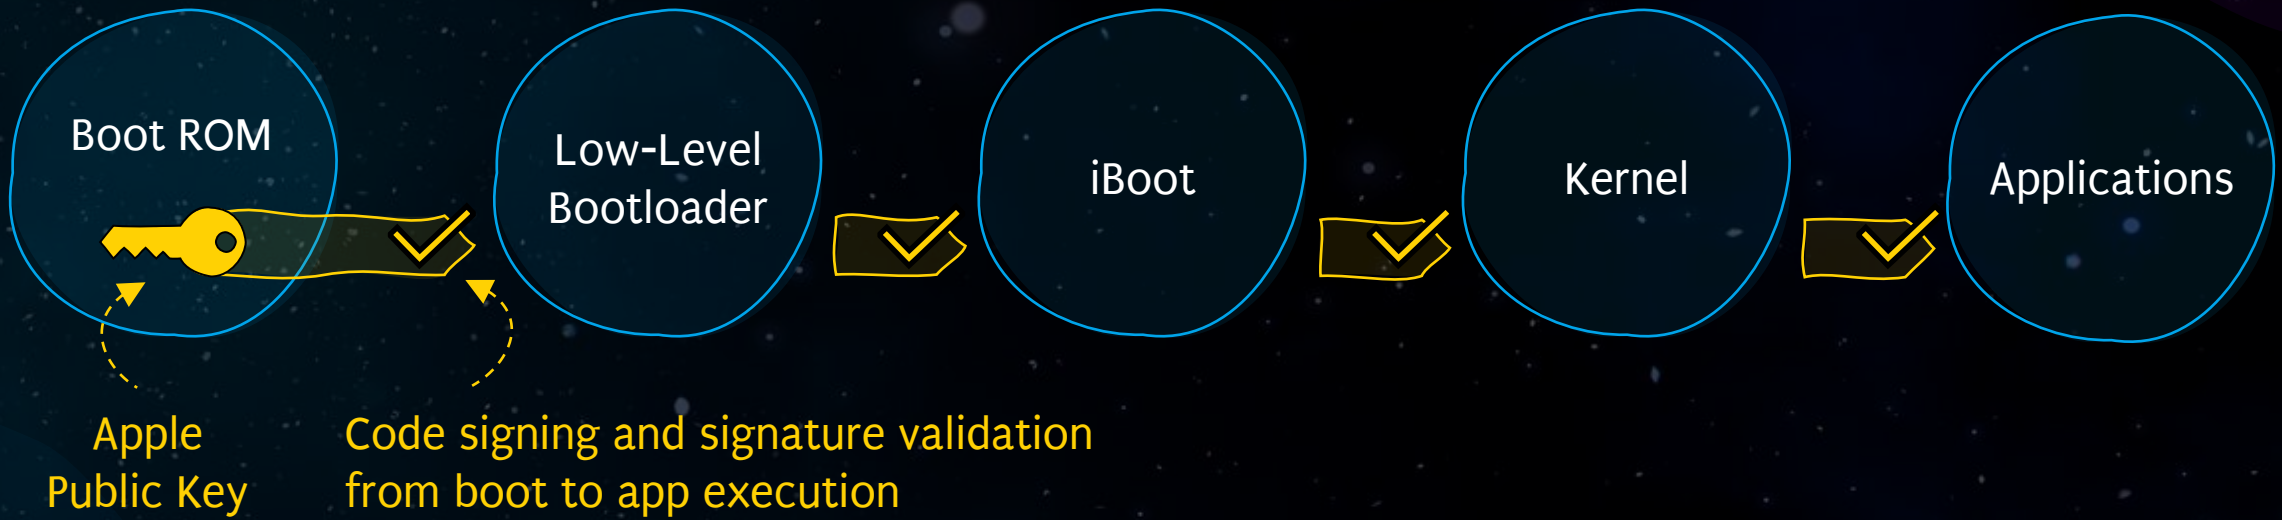 Boot ROM
Low-Level
Bootloader
iBoot
Kernel
Applications
Apple
Public Key
Code signing and signature validation
from boot to app execution